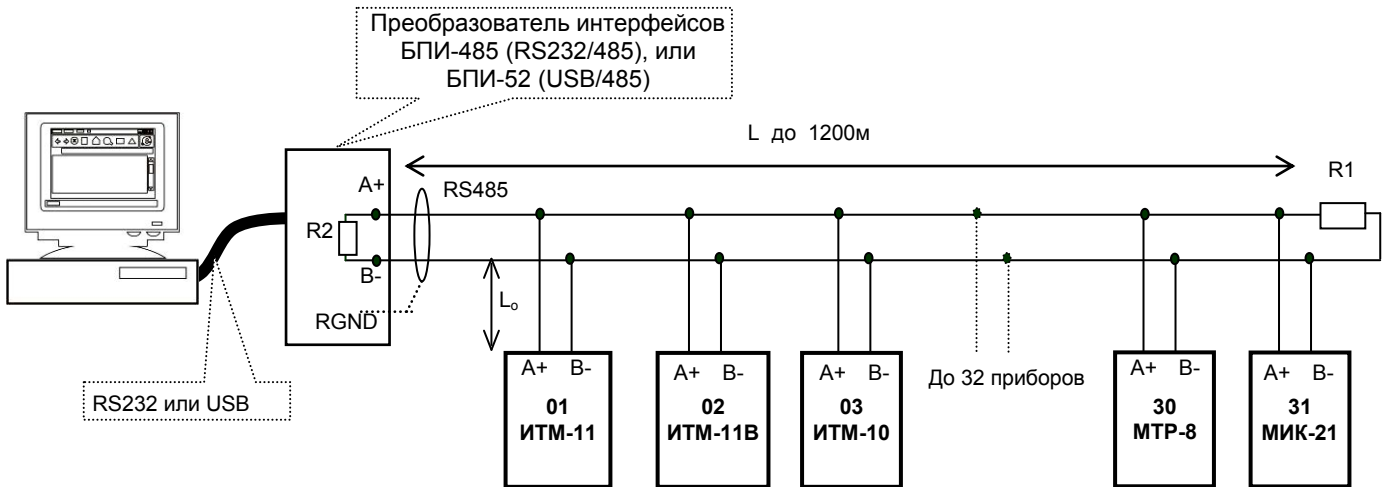 Преобразователь интерфейсов
БПИ-485 (RS232/485), или
БПИ-52 (USB/485)
L до 1200м
R1
A+
RS485
R2
B-
L₀
RGND
RS232 или USB
A+ B-
01
ИТМ-11
A+ B-
02
ИТМ-11В
A+ B-
03
ИТМ-10
До 32 приборов
A+ B-
30
МТР-8
A+ B-
31
МИК-21